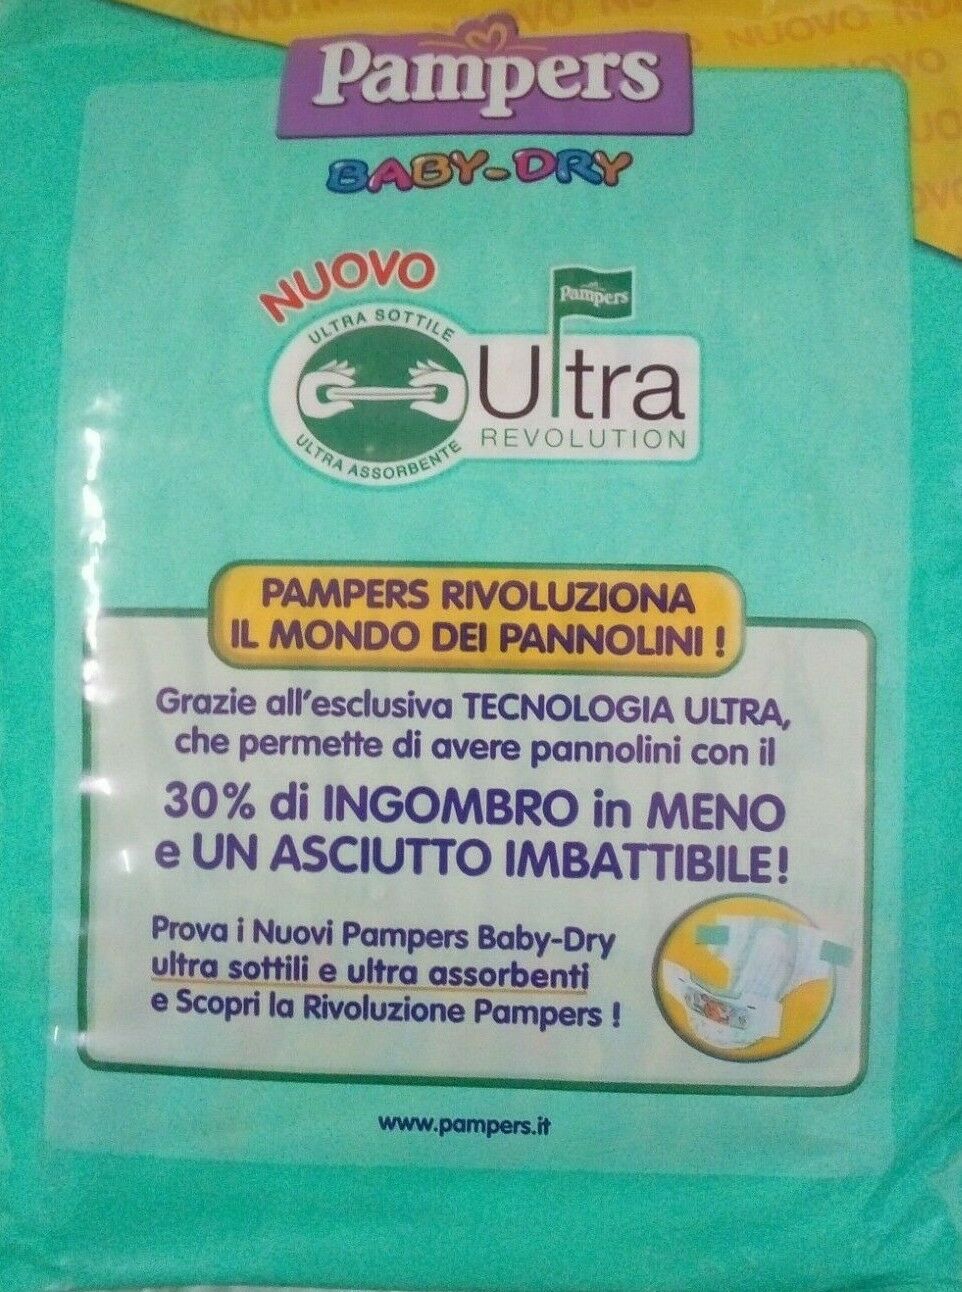 NUOVO
NUOVO
Pampers
BABY-DRY
NUOVO
ULTRA SOTTILE
ULTRA ASSORBENTE
Pampers
Ultra
REVOLUTION
PAMPERS RIVOLUZIONA
IL MONDO DEI PANNOLINI !
Grazie all'esclusiva TECNOLOGIA ULTRA,
che permette di avere pannolini con il
30% di INGOMBRO in MENO
e UN ASCIUTTO IMBATTIBILE!
Prova i Nuovi Pampers Baby-Dry
ultra sottili e ultra assorbenti
e Scopri la Rivoluzione Pampers !
www.pampers.it